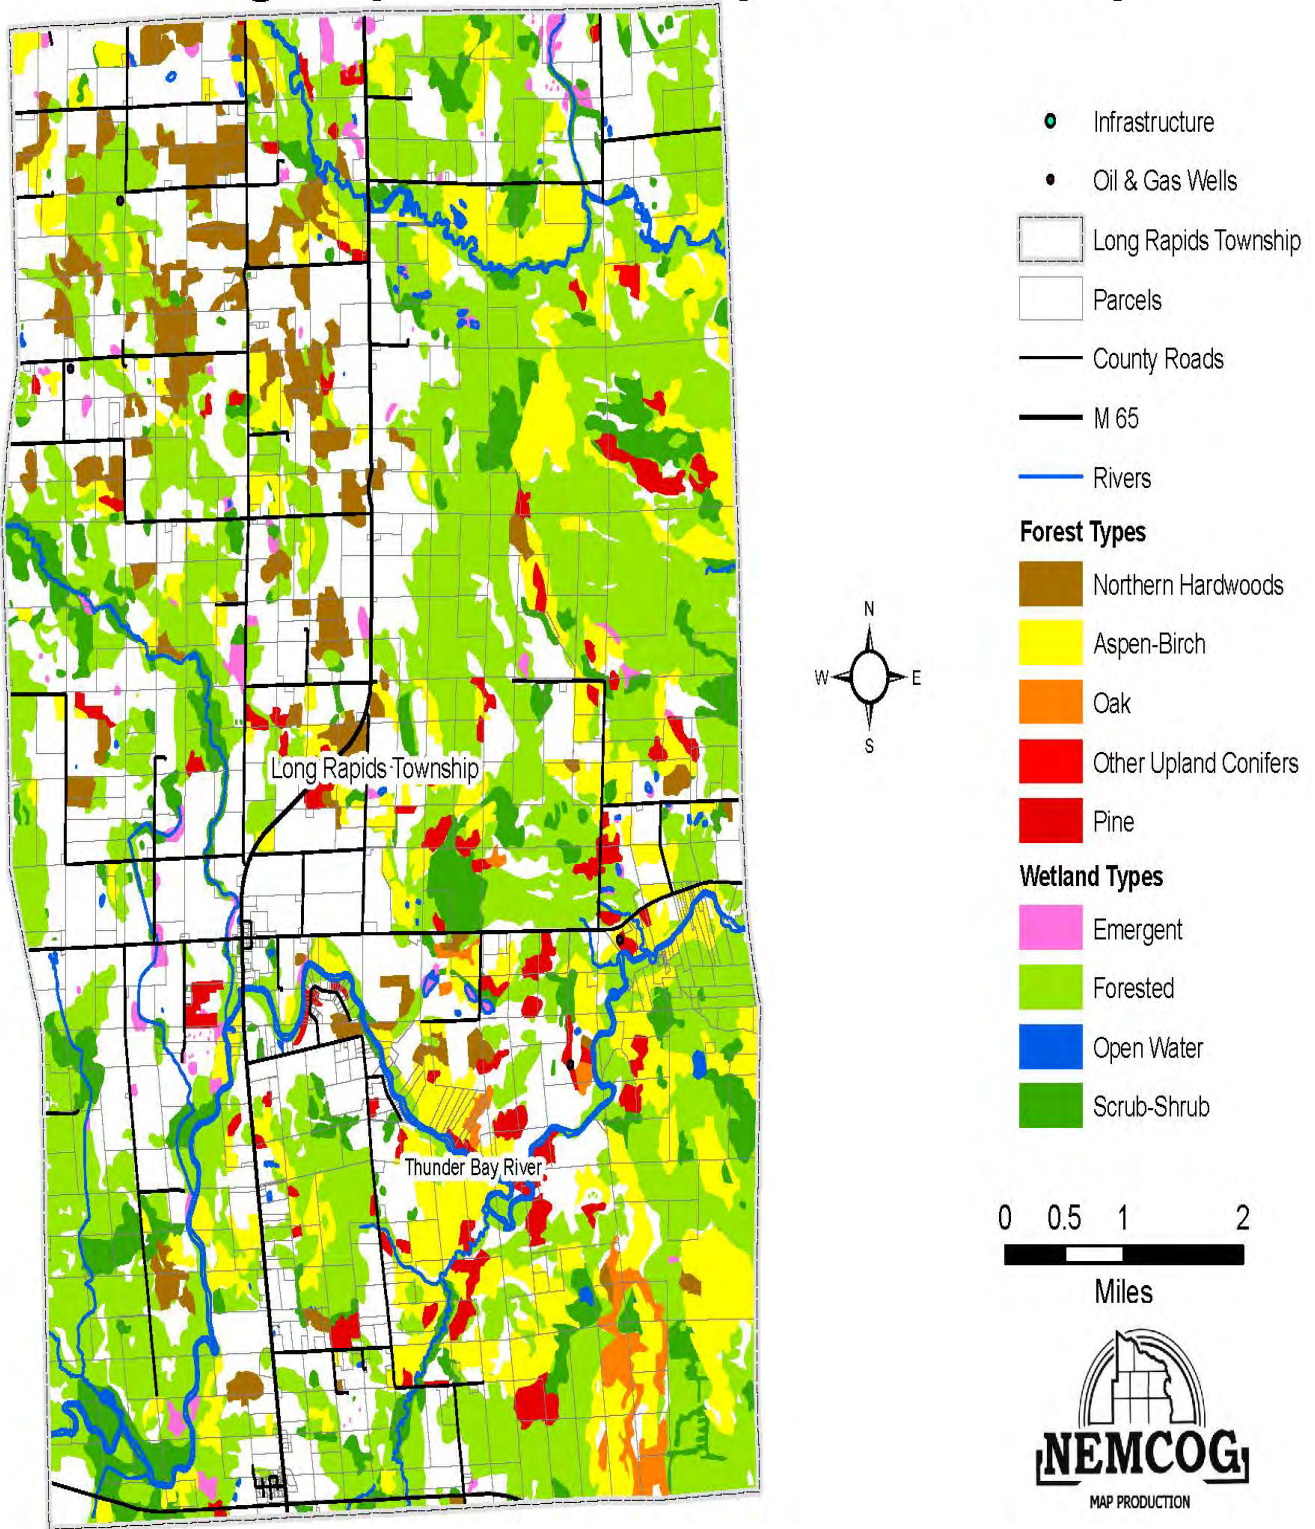 Infrastructure
Oil & Gas Wells
Long Rapids Township
Parcels
County Roads
M 65
Rivers
Forest Types
Northern Hardwoods
Aspen-Birch
Oak
Other Upland Conifers
Pine
Wetland Types
Emergent
Forested
Open Water
Scrub-Shrub
N
W E
S
Long Rapids Township
Thunder Bay River
0 0.5 1 2
Miles
NEMCOG
MAP PRODUCTION